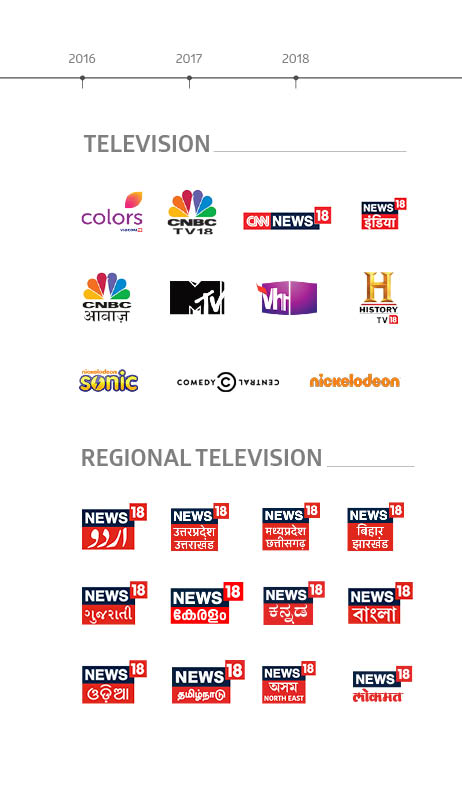 2016 2017 2018
TELEVISION
colors
VIACOM18
CNBC
TV18
CNN NEWS 18
NEWS 18
इंडिया
CNBC
आवाज़
MTV
vh1
H
HISTORY
TV 18
nickelodeon
sonic
COMEDY CENTRAL
nickelodeon
REGIONAL TELEVISION
NEWS 18
اردو
NEWS 18
उत्तरप्रदेश
उत्तराखंड
NEWS 18
मध्यप्रदेश
छत्तीसगढ़
NEWS 18
बिहार
झारखंड
NEWS 18
ગુજરાતી
NEWS 18
കേരളം
NEWS 18
ಕನ್ನಡ
NEWS 18
বাংলা
NEWS 18
ଓଡ଼ିଆ
NEWS 18
தமிழ்நாடு
NEWS 18
অসম
NORTH EAST
NEWS 18
लोकमत